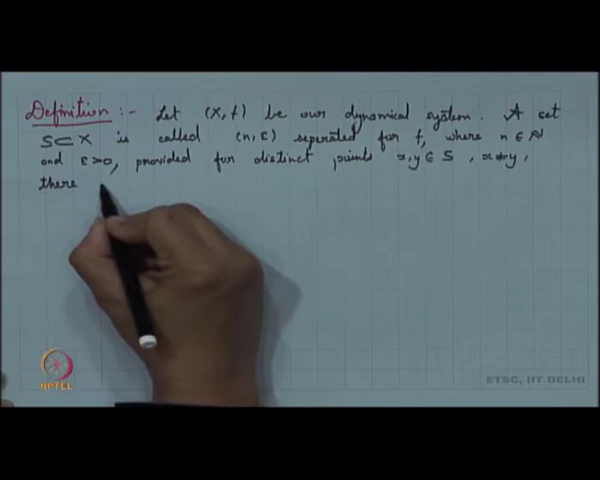 Definition :- Let (X, f) be our dynamical system. A set
S ⊂ X is called (n, ε) seperated for f, where n ∈ ℕ
and ε>0, provided for distinct points x, y ∈ S, x≠y,
there
NPTEL
ETSC, IIT DELHI